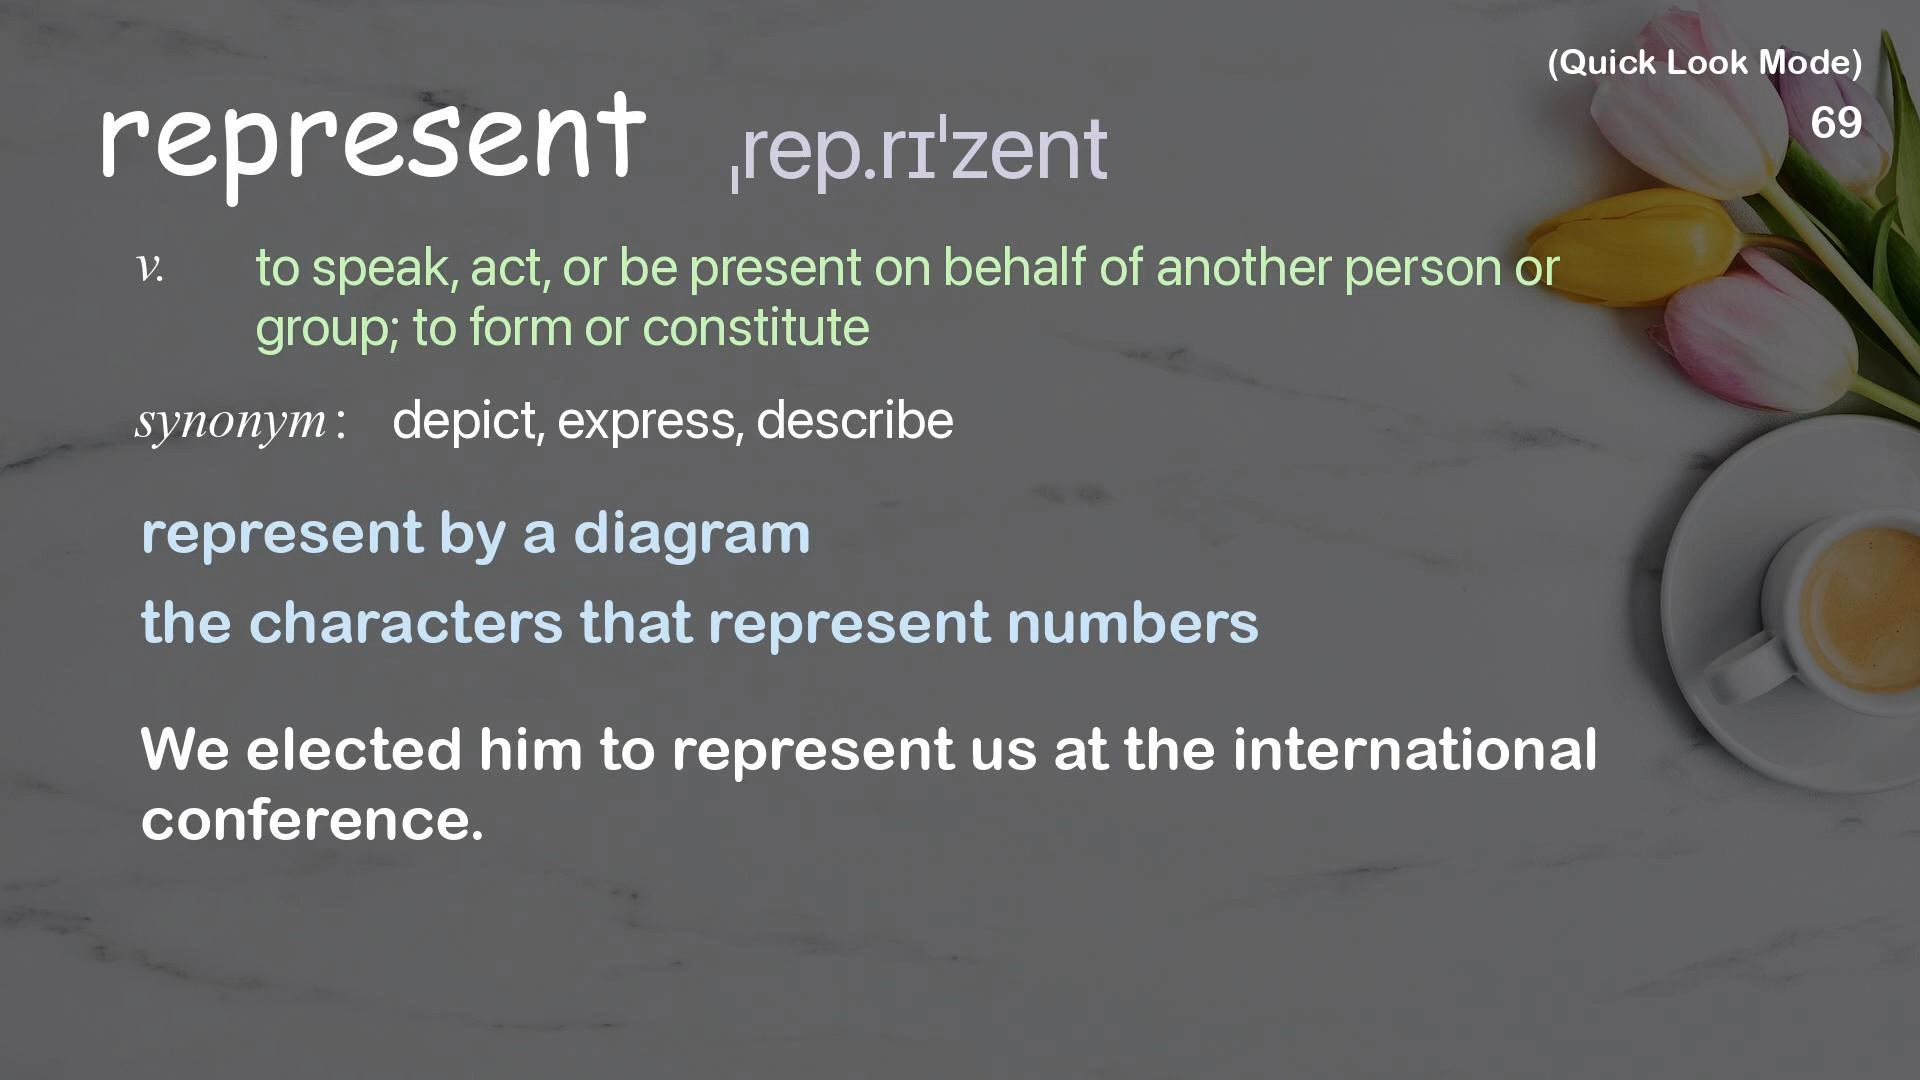 (Quick Look Mode)
69
represent ˌrep.rɪˈzent
v. to speak, act, or be present on behalf of another person or
group; to form or constitute
synonym : depict, express, describe
represent by a diagram
the characters that represent numbers
We elected him to represent us at the international
conference.